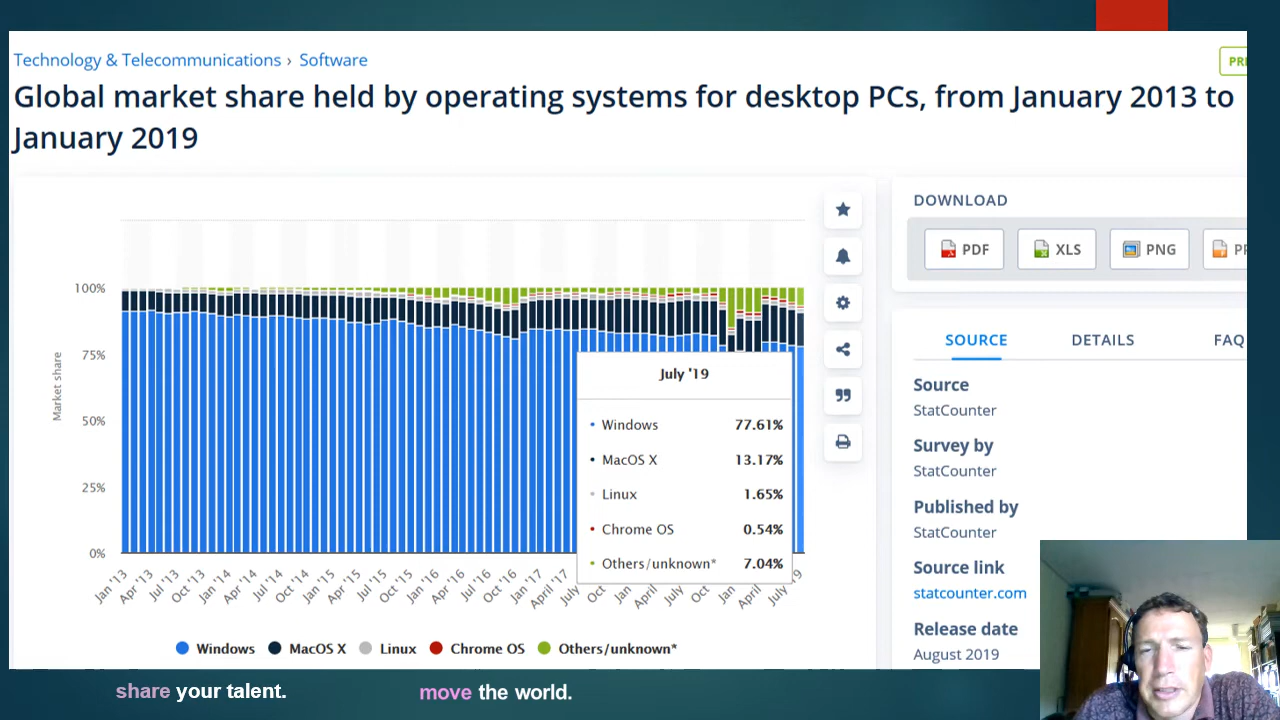 Technology & Telecommunications › Software
PRE
Global market share held by operating systems for desktop PCs, from January 2013 to
January 2019
DOWNLOAD
PDF
XLS
PNG
100%
75%
50%
25%
0%
Market share
July '19
Windows 77.61%
MacOS X 13.17%
Linux 1.65%
Chrome OS 0.54%
Others/unknown* 7.04%
Jan '13
Apr '13
Jul '13
Oct '13
Jan '14
Apr '14
Jul '14
Oct '14
Jan '15
Apr '15
Jul '15
Oct '15
Jan '16
Apr '16
Jul '16
Oct '16
Jan '17
April '17
July
Oct
Jan
April
July
Oct
Jan
April
July
Windows MacOS X Linux Chrome OS Others/unknown*
SOURCE DETAILS FAQ
Source
StatCounter
Survey by
StatCounter
Published by
StatCounter
Source link
statcounter.com
Release date
August 2019
share your talent. move the world.